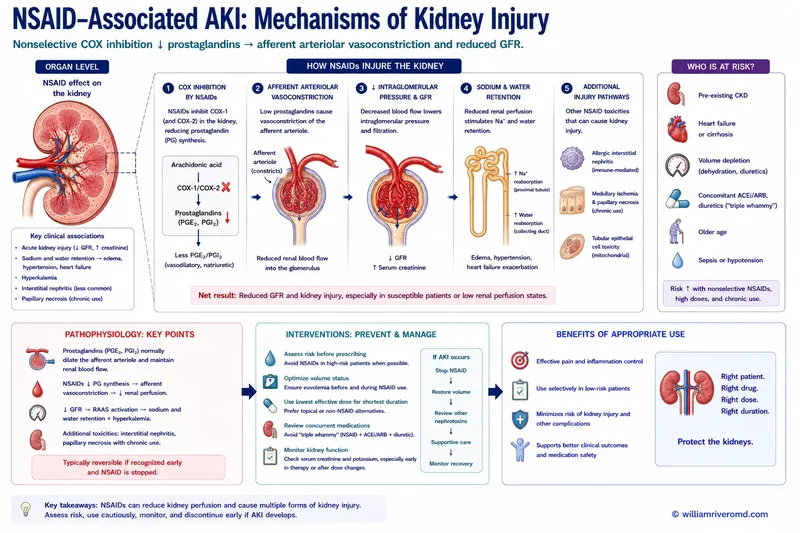 NSAID–Associated AKI: Mechanisms of Kidney Injury
Nonselective COX inhibition ↓ prostaglandins → afferent arteriolar vasoconstriction and reduced GFR.
ORGAN LEVEL
NSAID effect on
the kidney
Key clinical associations
• Acute kidney injury (↓ GFR, ↑ creatinine)
• Sodium and water retention → edema,
hypertension, heart failure
• Hyperkalemia
• Interstitial nephritis (less common)
• Papillary necrosis (chronic use)
HOW NSAIDs INJURE THE KIDNEY
1 COX INHIBITION
BY NSAIDs
NSAIDs inhibit COX-1
(and COX-2) in the kidney,
reducing prostaglandin
(PG) synthesis.
Arachidonic acid
COX-1/COX-2
Prostaglandins
(PGE₂, PGI₂)
Less PGE₂/PGI₂
(vasodilatory, natriuretic)
2 AFFERENT ARTERIOLAR
VASOCONSTRICTION
Low prostaglandins cause
vasoconstriction of
the afferent arteriole.
Afferent
arteriole
(constricts)
Reduced renal blood flow
into the glomerulus
3 ↓ INTRAGLOMERULAR
PRESSURE & GFR
Decreased blood flow lowers
intraglomerular pressure
and filtration.
↓ GFR
↑ Serum creatinine
4 SODIUM & WATER
RETENTION
Reduced renal perfusion
stimulates Na⁺ and water
retention.
↑ Na⁺
reabsorption
(proximal tubule)
↑ Water
reabsorption
(collecting duct)
Edema, hypertension,
heart failure exacerbation
5 ADDITIONAL
INJURY PATHWAYS
Other NSAID toxicities
that can cause kidney
injury.
Allergic interstitial
nephritis
(immune-mediated)
Medullary ischemia
& papillary necrosis
(chronic use)
Tubular epithelial
cell toxicity
(mitochondrial)
Net result: Reduced GFR and kidney injury, especially in susceptible patients or low renal perfusion states.
WHO IS AT RISK?
Pre-existing CKD
Heart failure
or cirrhosis
Volume depletion
(dehydration, diuretics)
Concomitant ACEi/ARB,
diuretics (“triple whammy”)
Older age
Sepsis or hypotension
Risk ↑ with nonselective NSAIDs,
high doses, and chronic use.
PATHOPHYSIOLOGY: KEY POINTS
Prostaglandins (PGE₂, PGI₂) normally
dilate the afferent arteriole and maintain
renal blood flow.
NSAIDs ↓ PG synthesis → afferent
vasoconstriction → ↓ renal perfusion.
↓ GFR → RAAS activation → sodium and
water retention + hyperkalemia.
Additional toxicities: interstitial nephritis,
papillary necrosis with chronic use.
Typically reversible if recognized early
and NSAID is stopped.
INTERVENTIONS: PREVENT & MANAGE
Assess risk before prescribing
Avoid NSAIDs in high-risk patients when possible.
Optimize volume status
Ensure euvolemia before and during NSAID use.
Use lowest effective dose for shortest duration
Prefer topical or non-NSAID alternatives.
Review concurrent medications
Avoid “triple whammy” (NSAID + ACEi/ARB + diuretic).
Monitor kidney function
Check serum creatinine and potassium, especially early
in therapy or after dose changes.
If AKI occurs
Stop NSAID
Restore volume
Review other
nephrotoxins
Supportive care
Monitor recovery
BENEFITS OF APPROPRIATE USE
Effective pain and inflammation control
Use selectively in low-risk patients
Minimizes risk of kidney injury and
other complications
Supports better clinical outcomes
and medication safety
Right patient.
Right drug.
Right dose.
Right duration.
Protect the kidneys.
Key takeaways: NSAIDs can reduce kidney perfusion and cause multiple forms of kidney injury.
Assess risk, use cautiously, monitor, and discontinue early if AKI develops.
© williamriveromd.com